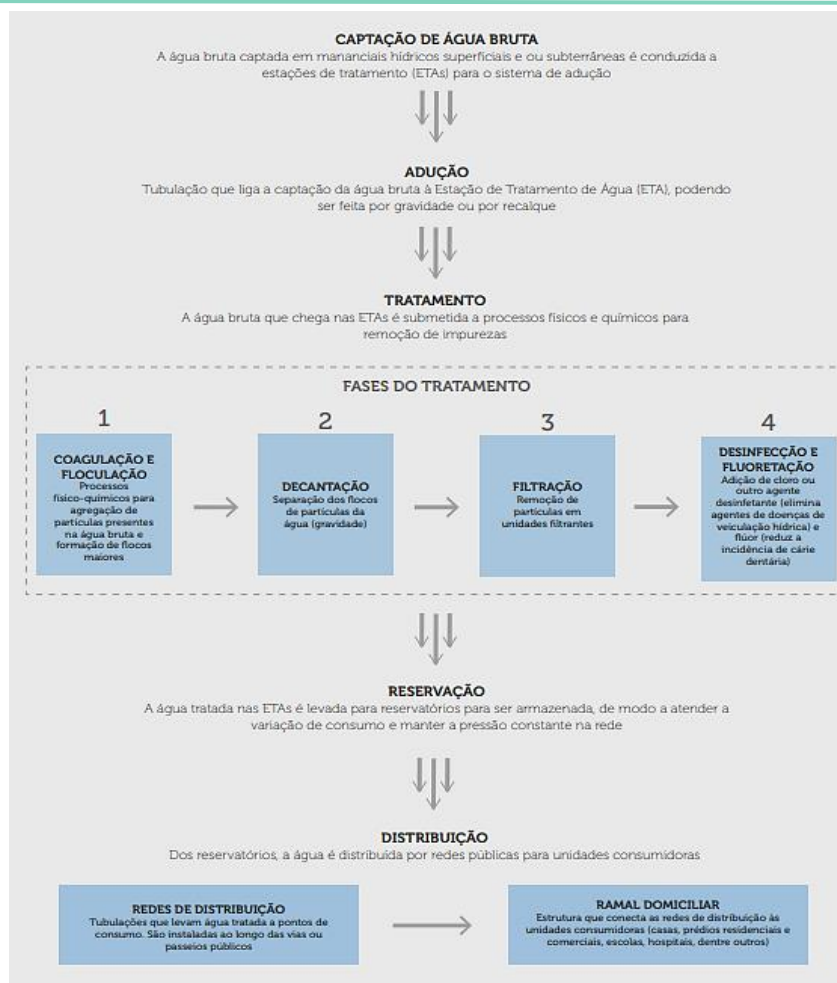 CAPTAÇÃO DE ÁGUA BRUTA
A água bruta captada em mananciais hídricos superficiais e ou subterrâneas é conduzida a
estações de tratamento (ETAs) para o sistema de adução
ADUÇÃO
Tubulação que liga a captação da água bruta à Estação de Tratamento de Água (ETA), podendo
ser feita por gravidade ou por recalque
TRATAMENTO
A água bruta que chega nas ETAs é submetida a processos físicos e químicos para
remoção de impurezas
FASES DO TRATAMENTO
1
COAGULAÇÃO E
FLOCULAÇÃO
Processos
físico-químicos para
agregação de
partículas presentes
na água bruta e
formação de flocos
maiores
2
DECANTAÇÃO
Separação dos flocos
de partículas da
água (gravidade)
3
FILTRAÇÃO
Remoção de
partículas em
unidades filtrantes
4
DESINFECÇÃO E
FLUORETAÇÃO
Adição de cloro ou
outro agente
desinfetante (elimina
agentes de doenças de
veiculação hídrica) e
flúor (reduz a
incidência de cárie
dentária)
RESERVAÇÃO
A água tratada nas ETAs é levada para reservatórios para ser armazenada, de modo a atender a
variação de consumo e manter a pressão constante na rede
DISTRIBUIÇÃO
Dos reservatórios, a água é distribuída por redes públicas para unidades consumidoras
REDES DE DISTRIBUIÇÃO
Tubulações que levam água tratada a pontos de
consumo. São instaladas ao longo das vias ou
passeios públicos
RAMAL DOMICILIAR
Estrutura que conecta as redes de distribuição às
unidades consumidoras (casas, prédios residenciais e
comerciais, escolas, hospitais, dentre outros)